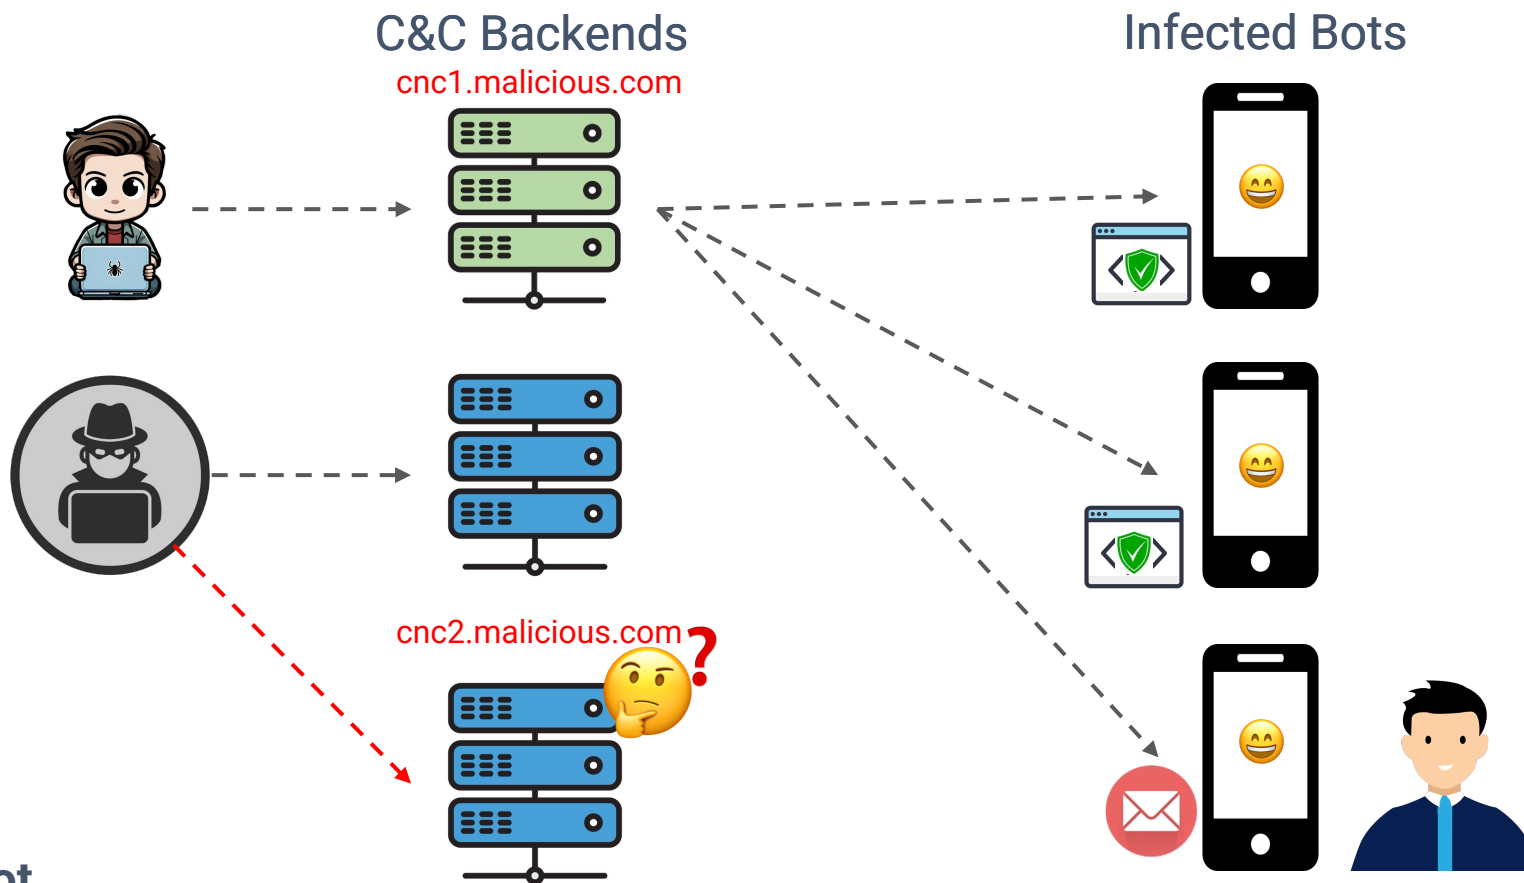 C&C Backends
Infected Bots
cnc1.malicious.com
cnc2.malicious.com
?